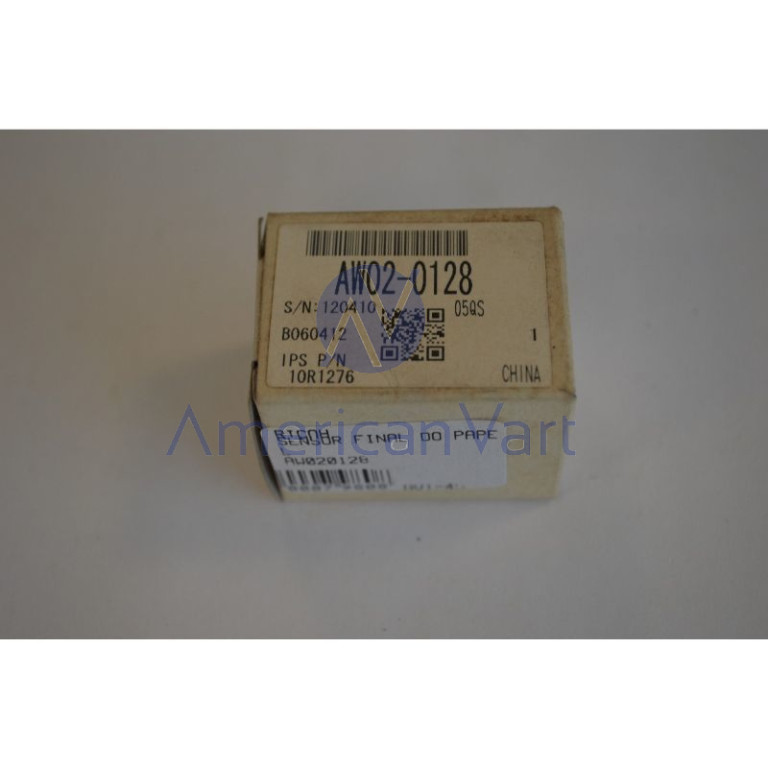 AW02-0128
S/N:120410 05QS
B060412 1
IPS P/N
10R1276 CHINA
AmericanVart
RICOH
SENSOR FINAL DO PAPE
AW020128